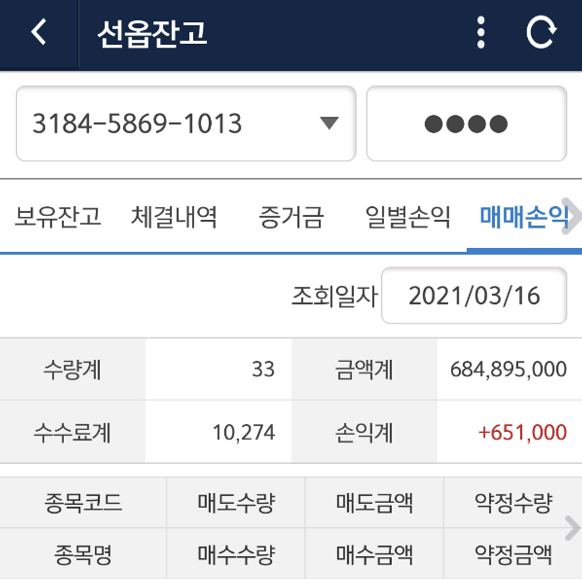 선옵잔고
3184-5869-1013 ●●●●
보유잔고 체결내역 증거금 일별손익 매매손익
조회일자 2021/03/16
수량계 33 금액계 684,895,000
수수료계 10,274 손익계 +651,000
종목코드 매도수량 매도금액 약정수량
종목명 매수수량 매수금액 약정금액